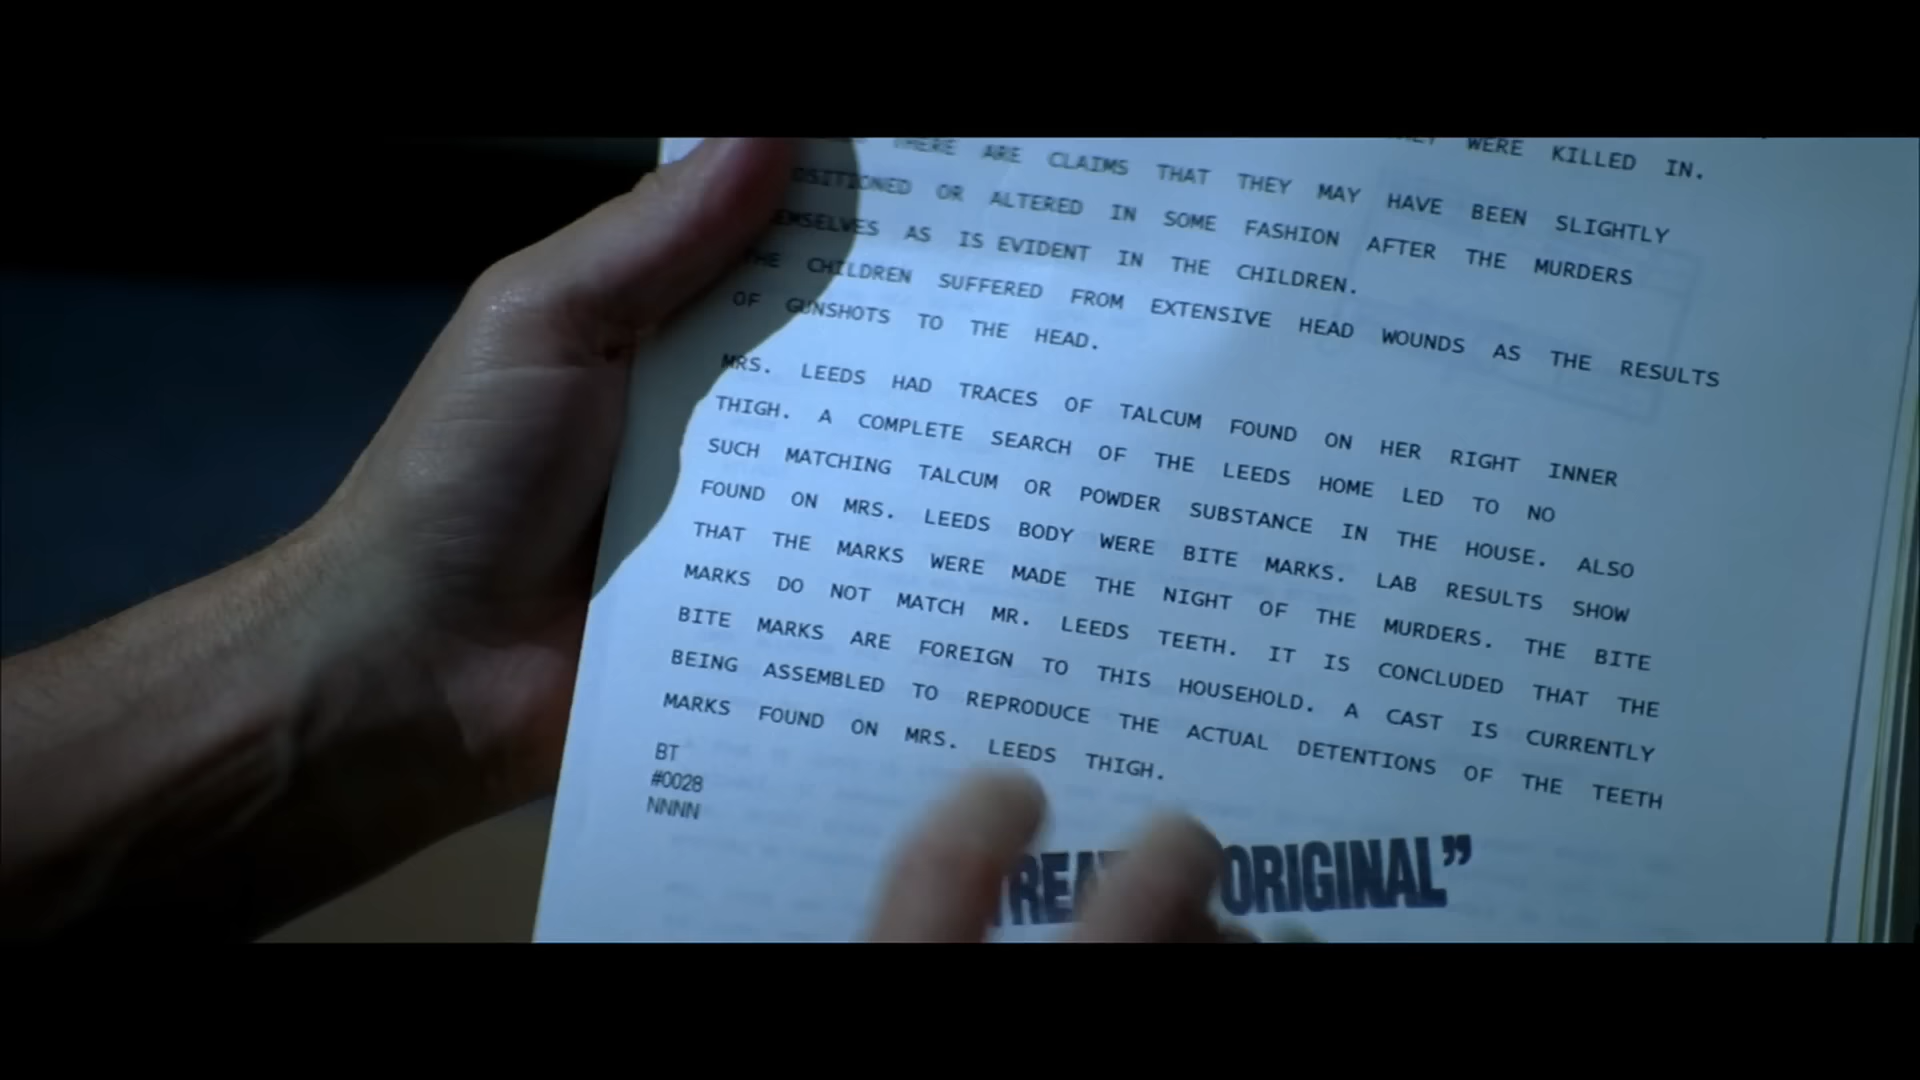 WERE KILLED IN.
THERE ARE CLAIMS THAT THEY MAY HAVE BEEN SLIGHTLY
OSITIONED OR ALTERED IN SOME FASHION AFTER THE MURDERS
EMSELVES AS IS EVIDENT IN THE CHILDREN.
THE CHILDREN SUFFERED FROM EXTENSIVE HEAD WOUNDS AS THE RESULTS
OF GUNSHOTS TO THE HEAD.
MRS. LEEDS HAD TRACES OF TALCUM FOUND ON HER RIGHT INNER
THIGH. A COMPLETE SEARCH OF THE LEEDS HOME LED TO NO
SUCH MATCHING TALCUM OR POWDER SUBSTANCE IN THE HOUSE. ALSO
FOUND ON MRS. LEEDS BODY WERE BITE MARKS. LAB RESULTS SHOW
THAT THE MARKS WERE MADE THE NIGHT OF THE MURDERS. THE BITE
MARKS DO NOT MATCH MR. LEEDS TEETH. IT IS CONCLUDED THAT THE
BITE MARKS ARE FOREIGN TO THIS HOUSEHOLD. A CAST IS CURRENTLY
BEING ASSEMBLED TO REPRODUCE THE ACTUAL DETENTIONS OF THE TEETH
MARKS FOUND ON MRS. LEEDS THIGH.
BT
#0028
NNNN
ORIGINAL”